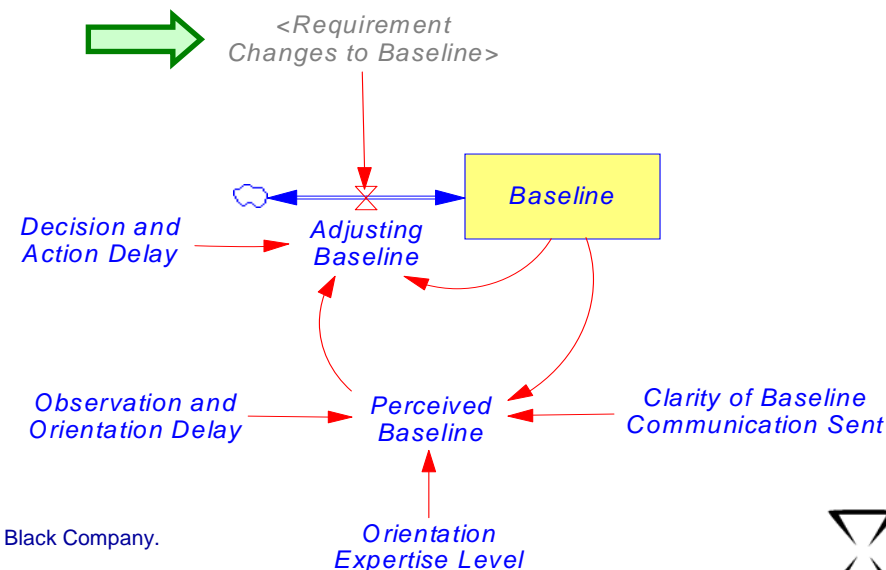 <Requirement
Changes to Baseline>
Baseline
Decision and
Action Delay
Adjusting
Baseline
Observation and
Orientation Delay
Perceived
Baseline
Clarity of Baseline
Communication Sent
Black Company.
Orientation
Expertise Level